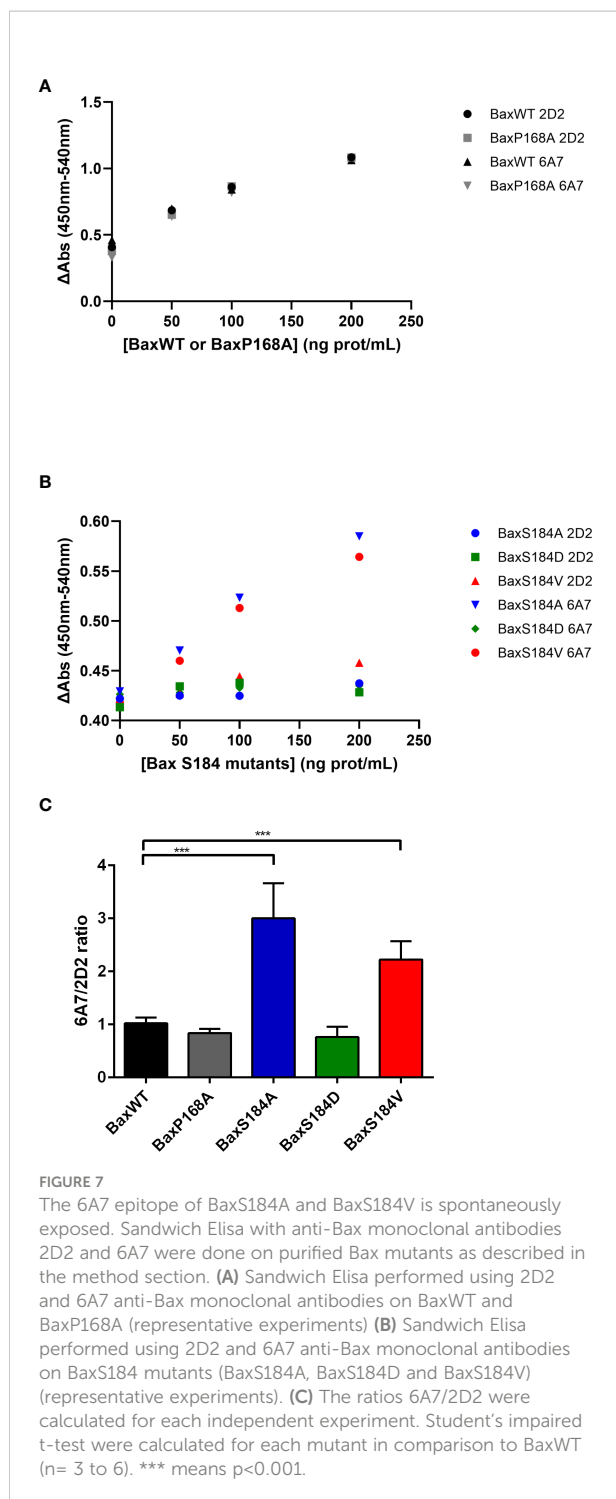 A
1.5
1.0
0.5
0.0
ΔAbs (450nm-540nm)
0 50 100 150 200 250
[BaxWT or BaxP168A] (ng prot/mL)
BaxWT 2D2
BaxP168A 2D2
BaxWT 6A7
BaxP168A 6A7
B
0.60
0.55
0.50
0.45
0.40
ΔAbs (450nm-540nm)
0 50 100 150 200 250
[Bax S184 mutants] (ng prot/mL)
BaxS184A 2D2
BaxS184D 2D2
BaxS184V 2D2
BaxS184A 6A7
BaxS184D 6A7
BaxS184V 6A7
C
***
***
4
3
2
1
0
6A7/2D2 ratio
BaxWT
BaxP168A
BaxS184A
BaxS184D
BaxS184V
FIGURE 7
The 6A7 epitope of BaxS184A and BaxS184V is spontaneously
exposed. Sandwich Elisa with anti-Bax monoclonal antibodies
2D2 and 6A7 were done on purified Bax mutants as described in
the method section. (A) Sandwich Elisa performed using 2D2
and 6A7 anti-Bax monoclonal antibodies on BaxWT and
BaxP168A (representative experiments) (B) Sandwich Elisa
performed using 2D2 and 6A7 anti-Bax monoclonal antibodies
on BaxS184 mutants (BaxS184A, BaxS184D and BaxS184V)
(representative experiments). (C) The ratios 6A7/2D2 were
calculated for each independent experiment. Student's impaired
t-test were calculated for each mutant in comparison to BaxWT
(n= 3 to 6). *** means p<0.001.